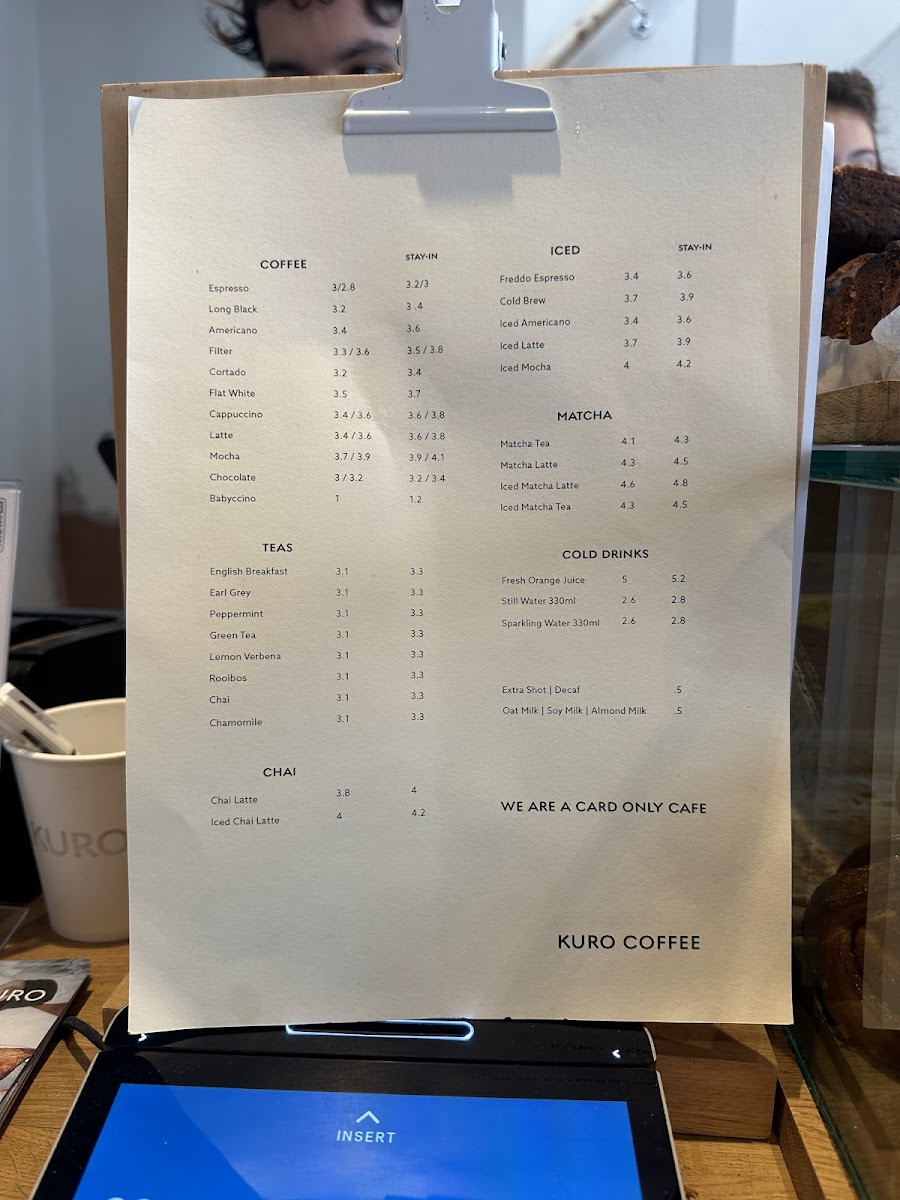 COFFEE STAY-IN
Espresso 3/2.8 3.2/3
Long Black 3.2 3.4
Americano 3.4 3.6
Filter 3.3 / 3.6 3.5 / 3.8
Cortado 3.2 3.4
Flat White 3.5 3.7
Cappuccino 3.4 / 3.6 3.6 / 3.8
Latte 3.4 / 3.6 3.6 / 3.8
Mocha 3.7 / 3.9 3.9 / 4.1
Chocolate 3 / 3.2 3.2 / 3.4
Babyccino 1 1.2
TEAS
English Breakfast 3.1 3.3
Earl Grey 3.1 3.3
Peppermint 3.1 3.3
Green Tea 3.1 3.3
Lemon Verbena 3.1 3.3
Rooibos 3.1 3.3
Chai 3.1 3.3
Chamomile 3.1 3.3
CHAI
Chai Latte 3.8 4
Iced Chai Latte 4 4.2
ICED STAY-IN
Freddo Espresso 3.4 3.6
Cold Brew 3.7 3.9
Iced Americano 3.4 3.6
Iced Latte 3.7 3.9
Iced Mocha 4 4.2
MATCHA
Matcha Tea 4.1 4.3
Matcha Latte 4.3 4.5
Iced Matcha Latte 4.6 4.8
Iced Matcha Tea 4.3 4.5
COLD DRINKS
Fresh Orange Juice 5 5.2
Still Water 330ml 2.6 2.8
Sparkling Water 330ml 2.6 2.8
Extra Shot | Decaf .5
Oat Milk | Soy Milk | Almond Milk .5
WE ARE A CARD ONLY CAFE
KURO COFFEE
KURO
URO
INSERT